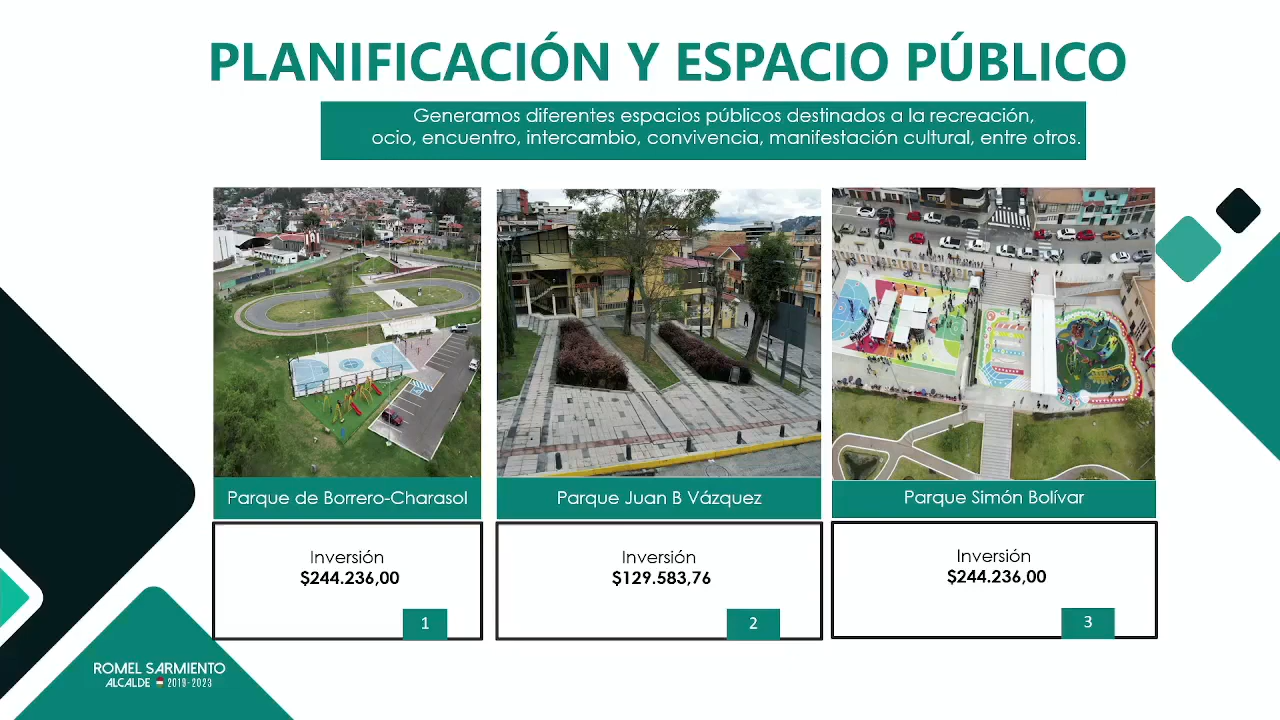 PLANIFICACIÓN Y ESPACIO PÚBLICO
Generamos diferentes espacios públicos destinados a la recreación,
ocio, encuentro, intercambio, convivencia, manifestación cultural, entre otros.
Parque de Borrero-Charasol
Inversión
$244.236,00
1
Parque Juan B Vázquez
Inversión
$129.583,76
2
Parque Simón Bolívar
Inversión
$244.236,00
3
ROMEL SARMIENTO
ALCALDE 2019-2023